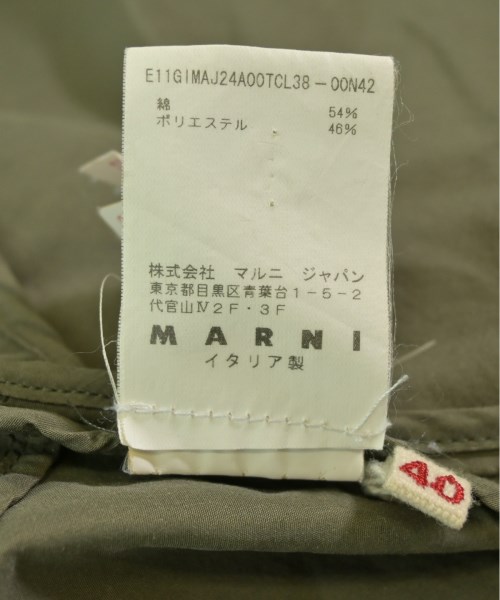 E11GIMAJ24A00TCL38-00N42
綿 54%
ポリエステル 46%
株式会社 マルニ ジャパン
東京都目黒区青葉台1-5-2
代官山Ⅳ2F・3F
MARNI
イタリア製
40